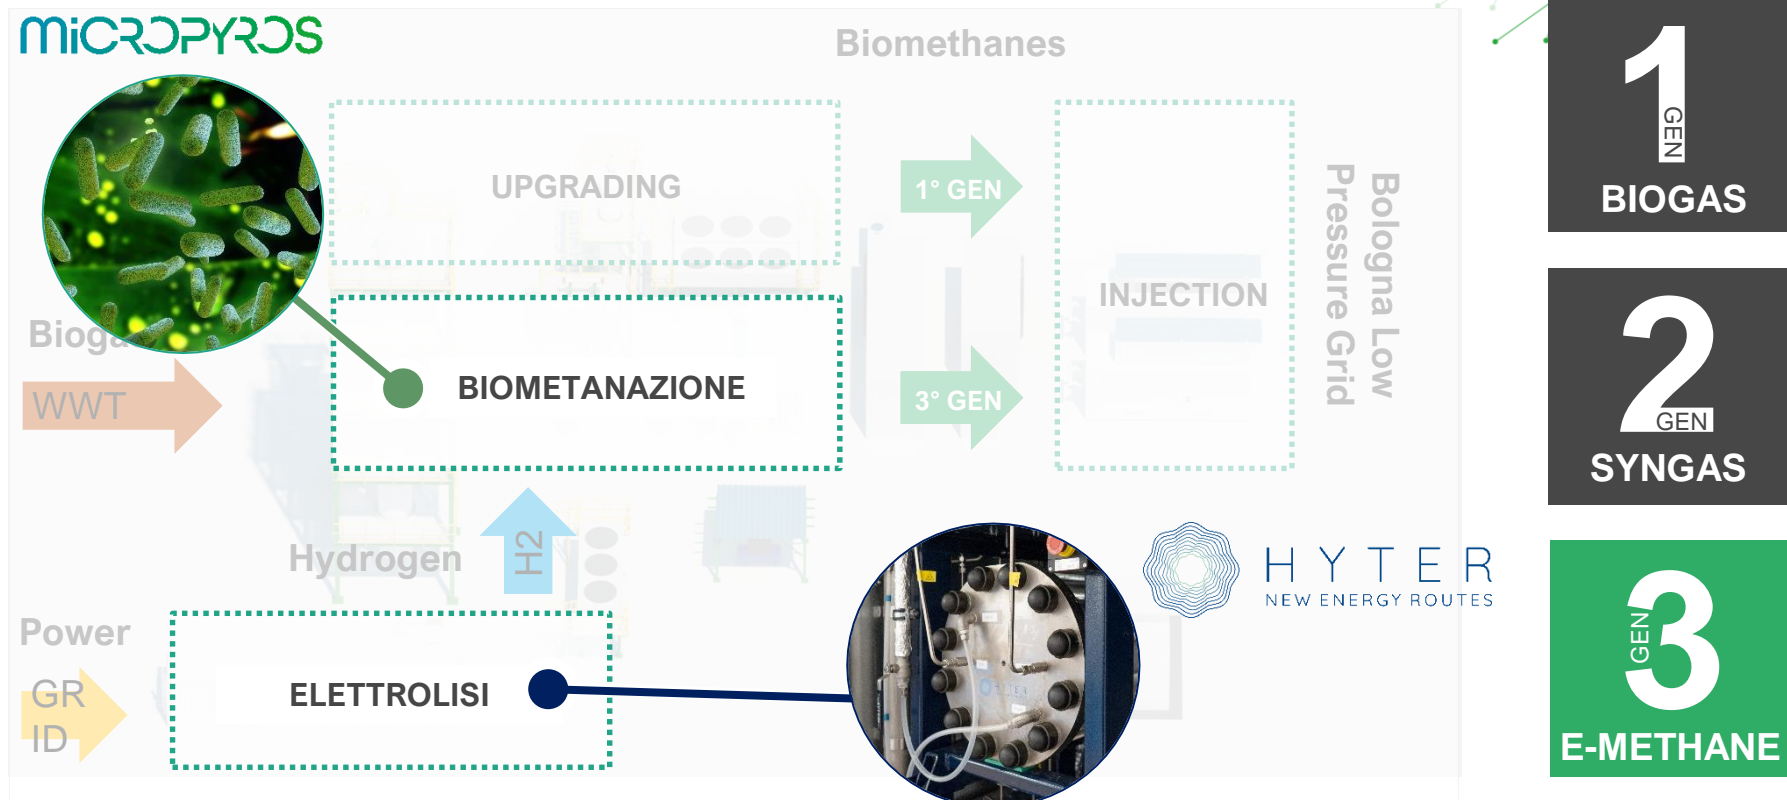 MiCROPYROS
Biomethanes
UPGRADING
1° GEN
INJECTION
Bologna Low
Pressure Grid
BIOMETANAZIONE
3° GEN
WWT
Hydrogen
H2
Power
GR
ID
ELETTROLISI
HYTER
HYTER
NEW ENERGY ROUTES
1
GEN
BIOGAS
2
GEN
SYNGAS
3
GEN
E-METHANE